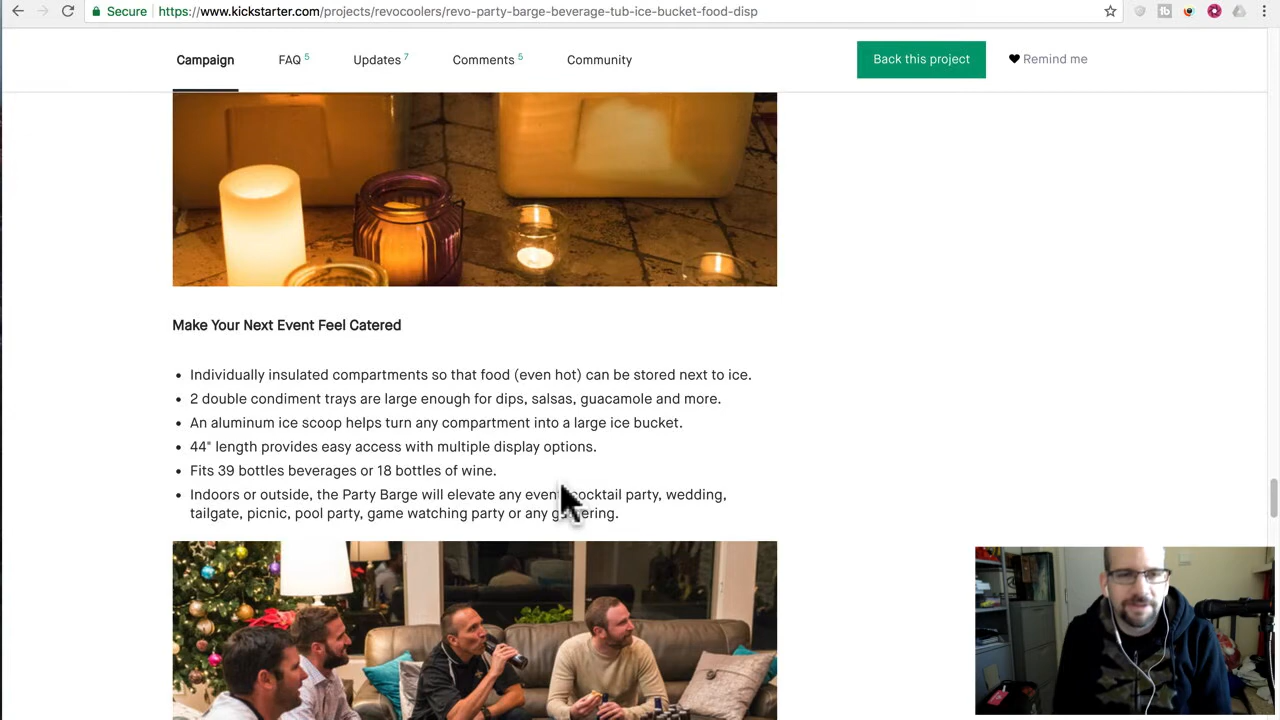 Secure https://www.kickstarter.com/projects/revocoolers/revo-party-barge-beverage-tub-ice-bucket-food-disp
Campaign FAQ 5 Updates 7 Comments 5 Community Back this project Remind me
Make Your Next Event Feel Catered
• Individually insulated compartments so that food (even hot) can be stored next to ice.
• 2 double condiment trays are large enough for dips, salsas, guacamole and more.
• An aluminum ice scoop helps turn any compartment into a large ice bucket.
• 44" length provides easy access with multiple display options.
• Fits 39 bottles beverages or 18 bottles of wine.
• Indoors or outside, the Party Barge will elevate any even cocktail party, wedding,
tailgate, picnic, pool party, game watching party or any gathering.